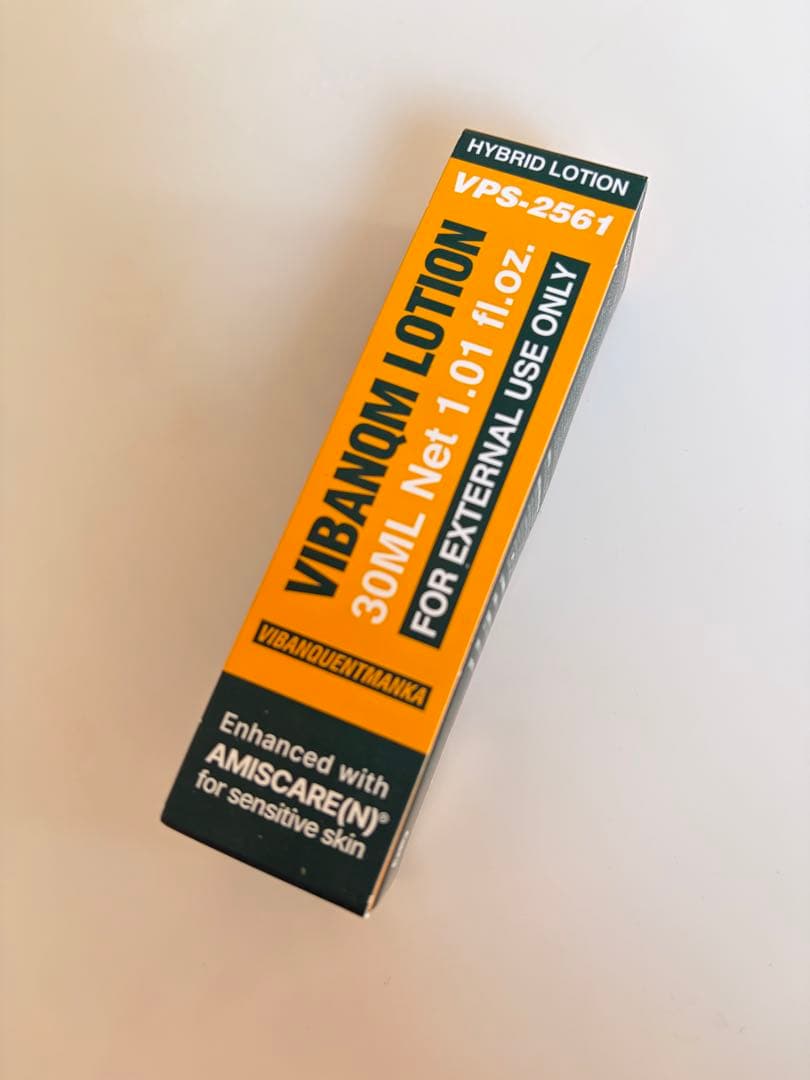 HYBRID LOTION
VPS-2561
VIBANQM LOTION
30ML Net 1.01 fl.oz.
FOR EXTERNAL USE ONLY
VIBANQUENTMANKA
Enhanced with
AMISCARE(N)®
for sensitive skin